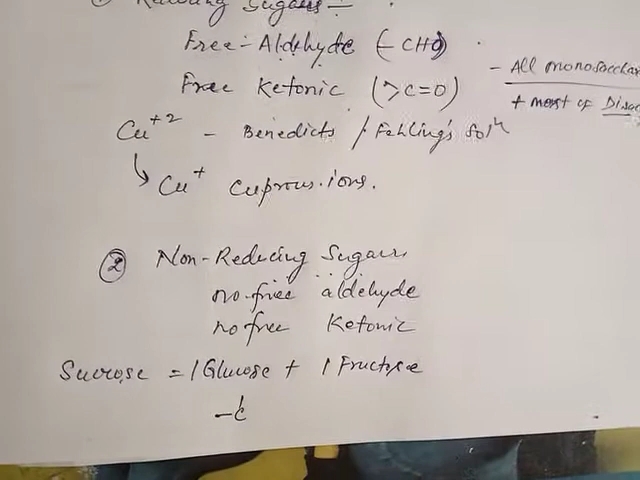 Reducing Sugars :-
Free - Aldehyde (-CHO)
Free Ketonic (>C=O)
- All monosacchar
+ most of Disac
Cu+2 - Benedicts / Fehling's Solⁿ
↳ Cu+ Cuprous ions.
② Non-Reducing Sugars
no free aldehyde
no free Ketonic
Sucrose = 1 Glucose + 1 Fructose
-C